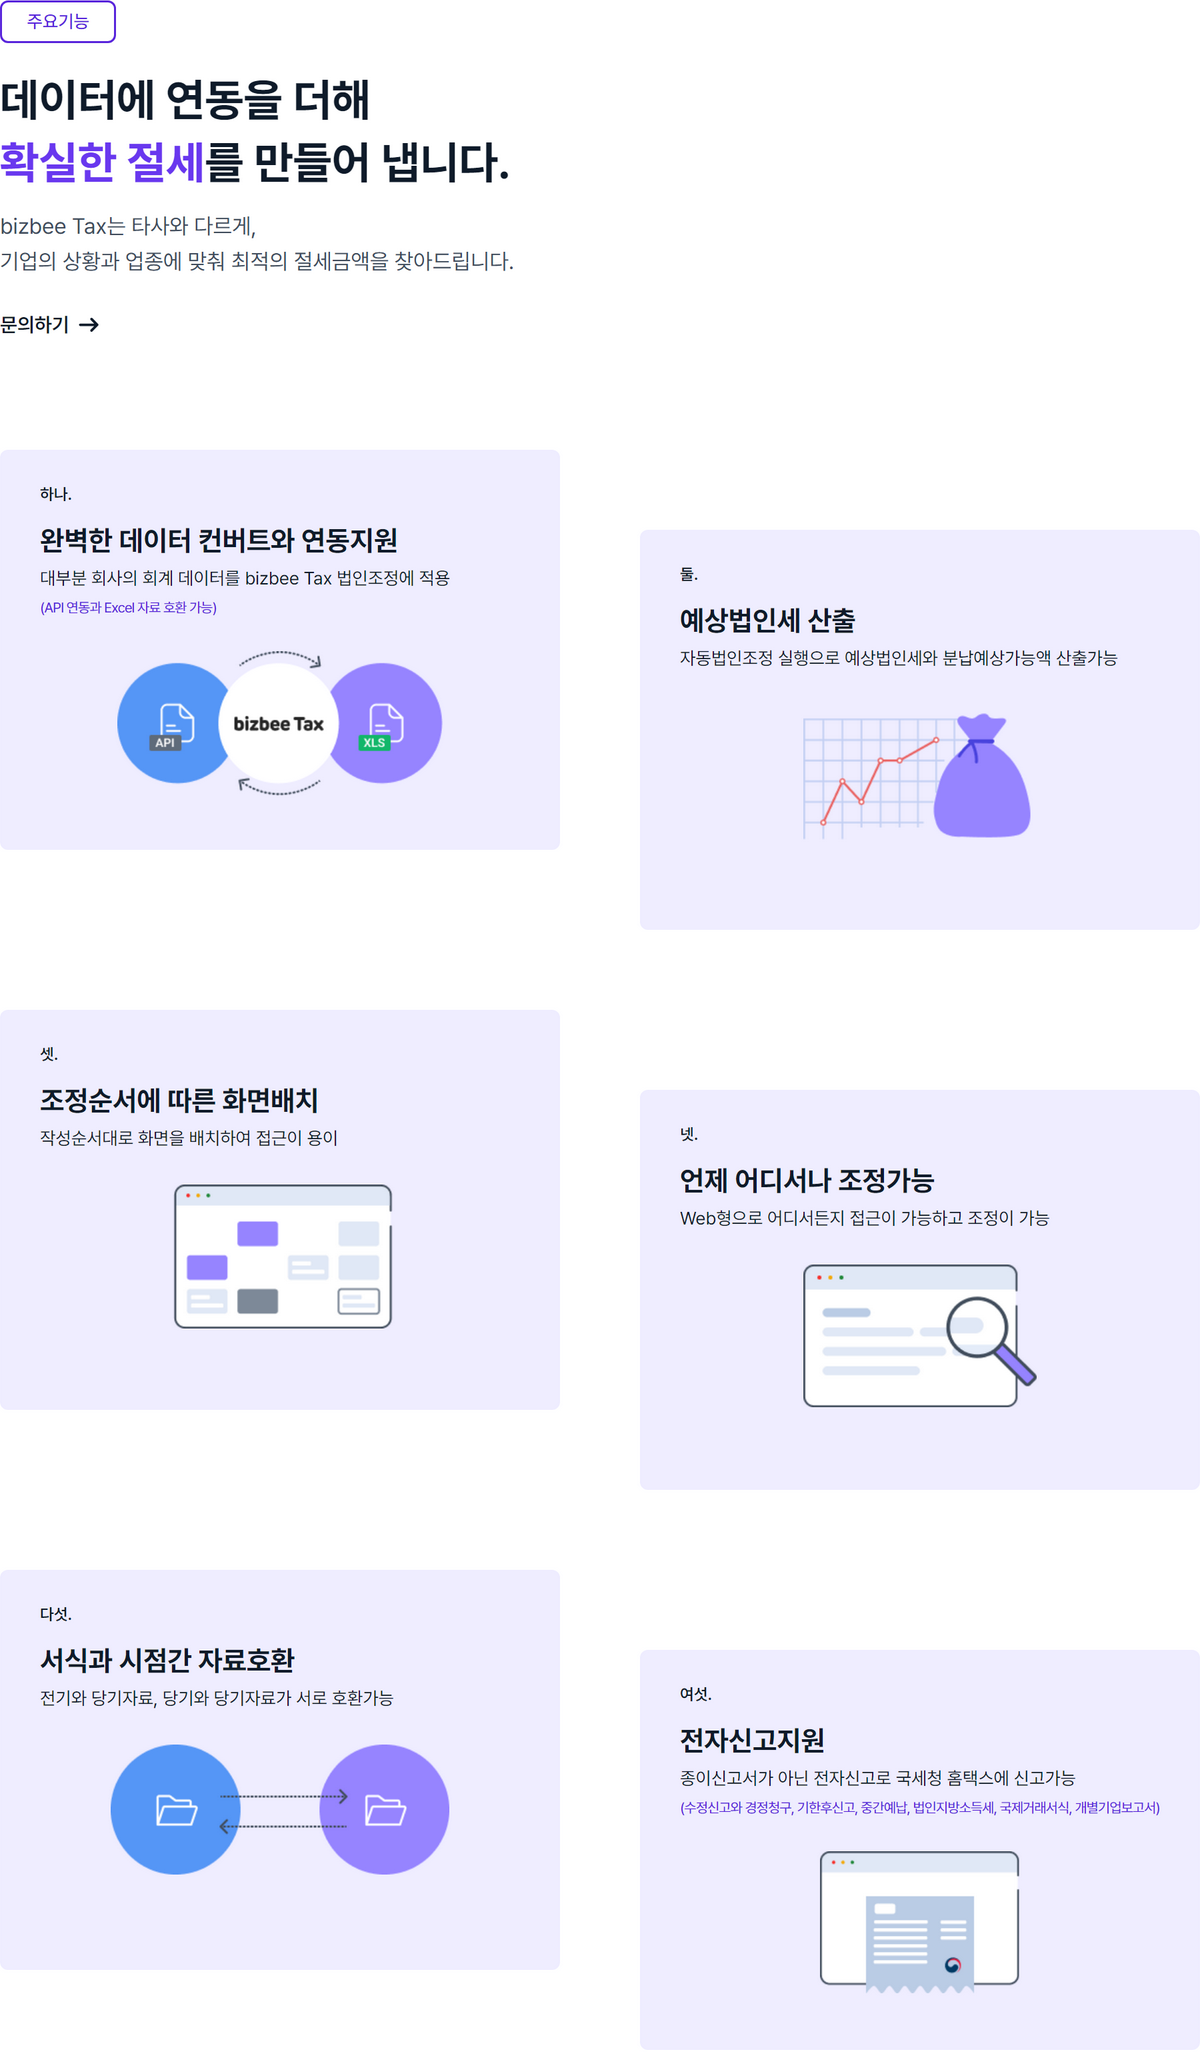 주요기능
데이터에 연동을 더해
확실한 절세를 만들어 냅니다.
bizbee Tax는 타사와 다르게,
기업의 상황과 업종에 맞춰 최적의 절세금액을 찾아드립니다.
문의하기 →
하나.
완벽한 데이터 컨버트와 연동지원
대부분 회사의 회계 데이터를 bizbee Tax 법인조정에 적용
(API 연동과 Excel 자료 호환 가능)
API
bizbee Tax
XLS
둘.
예상법인세 산출
자동법인조정 실행으로 예상법인세와 분납예상가능액 산출가능
셋.
조정순서에 따른 화면배치
작성순서대로 화면을 배치하여 접근이 용이
넷.
언제 어디서나 조정가능
Web형으로 어디서든지 접근이 가능하고 조정이 가능
다섯.
서식과 시점간 자료호환
전기와 당기자료, 당기와 당기자료가 서로 호환가능
여섯.
전자신고지원
종이신고서가 아닌 전자신고로 국세청 홈택스에 신고가능
(수정신고와 경정청구, 기한후신고, 중간예납, 법인지방소득세, 국제거래서식, 개별기업보고서)